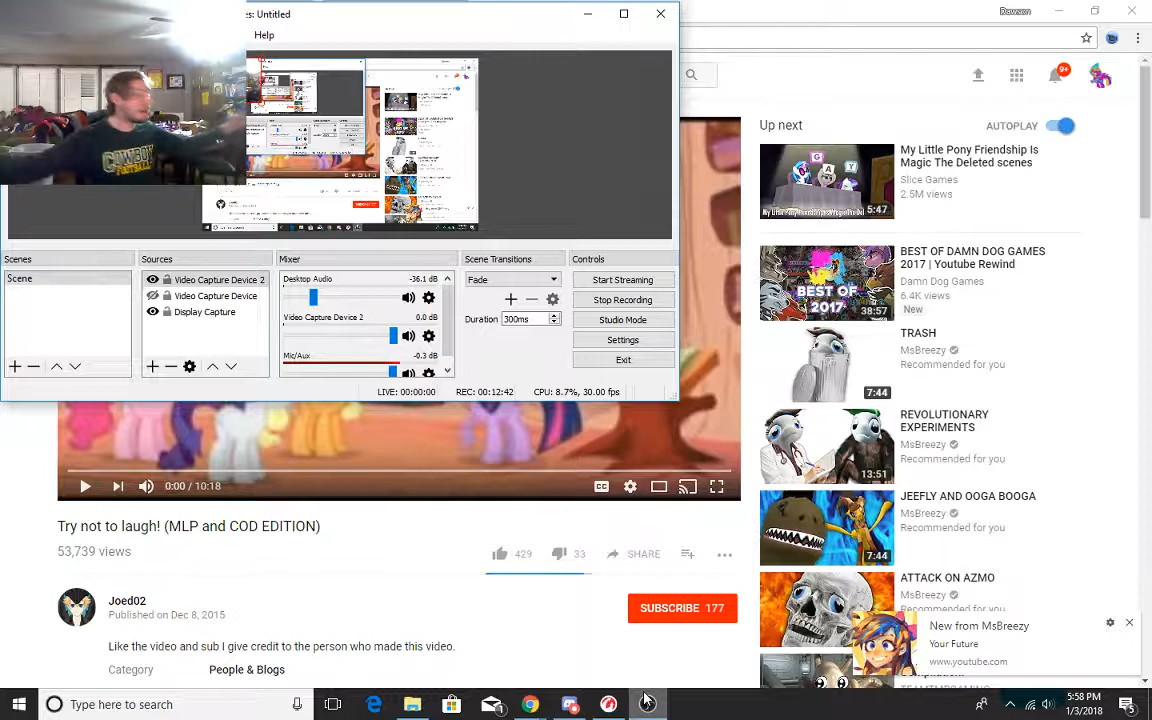 es: Untitled
Help
COWBOY
FOOTBALL
Scenes
Sources
Mixer
Scene Transitions
Controls
Scene
Video Capture Device 2
Video Capture Device
Display Capture
Desktop Audio
-36.1 dB
Video Capture Device 2
0.0 dB
Mic/Aux
-0.3 dB
Fade
Duration
300ms
Start Streaming
Stop Recording
Studio Mode
Settings
Exit
LIVE: 00:00:00
REC: 00:12:42
CPU: 8.7%, 30.00 fps
0:00 / 10:18
CC
Try not to laugh! (MLP and COD EDITION)
53,739 views
429
33
SHARE
Joed02
Published on Dec 8, 2015
SUBSCRIBE 177
Like the video and sub I give credit to the person who made this video.
Category
People & Blogs
Dawson
9+
Up next
AUTOPLAY
G A Y
5:47
My Little Pony Friendship Is
Magic The Deleted scenes
Slice Games
2.5M views
BEST OF
2017!
38:57
BEST OF DAMN DOG GAMES
2017 | Youtube Rewind
Damn Dog Games
6.4K views
New
7:44
TRASH
MsBreezy
Recommended for you
13:51
REVOLUTIONARY
EXPERIMENTS
MsBreezy
Recommended for you
7:44
JEEFLY AND OOGA BOOGA
MsBreezy
Recommended for you
ATTACK ON AZMO
MsBreezy
New from MsBreezy
Your Future
www.youtube.com
Type here to search
5:58 PM
1/3/2018
5